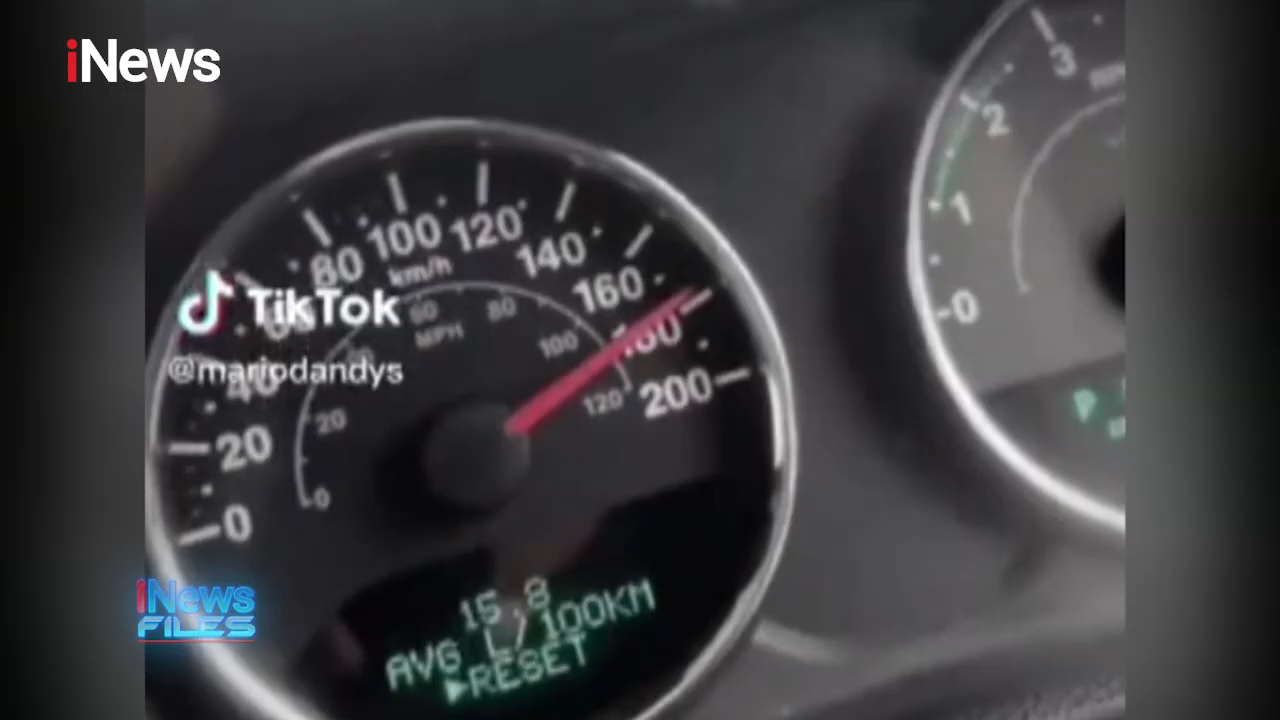 iNews
3
2
1
0
80
100
120
140
160
180
200
km/h
60
80
MPH
100
120
20
0
40
20
0
TikTok
@mariodandys
iNews
FILES
15.8
AVG L/100KM
►RESET